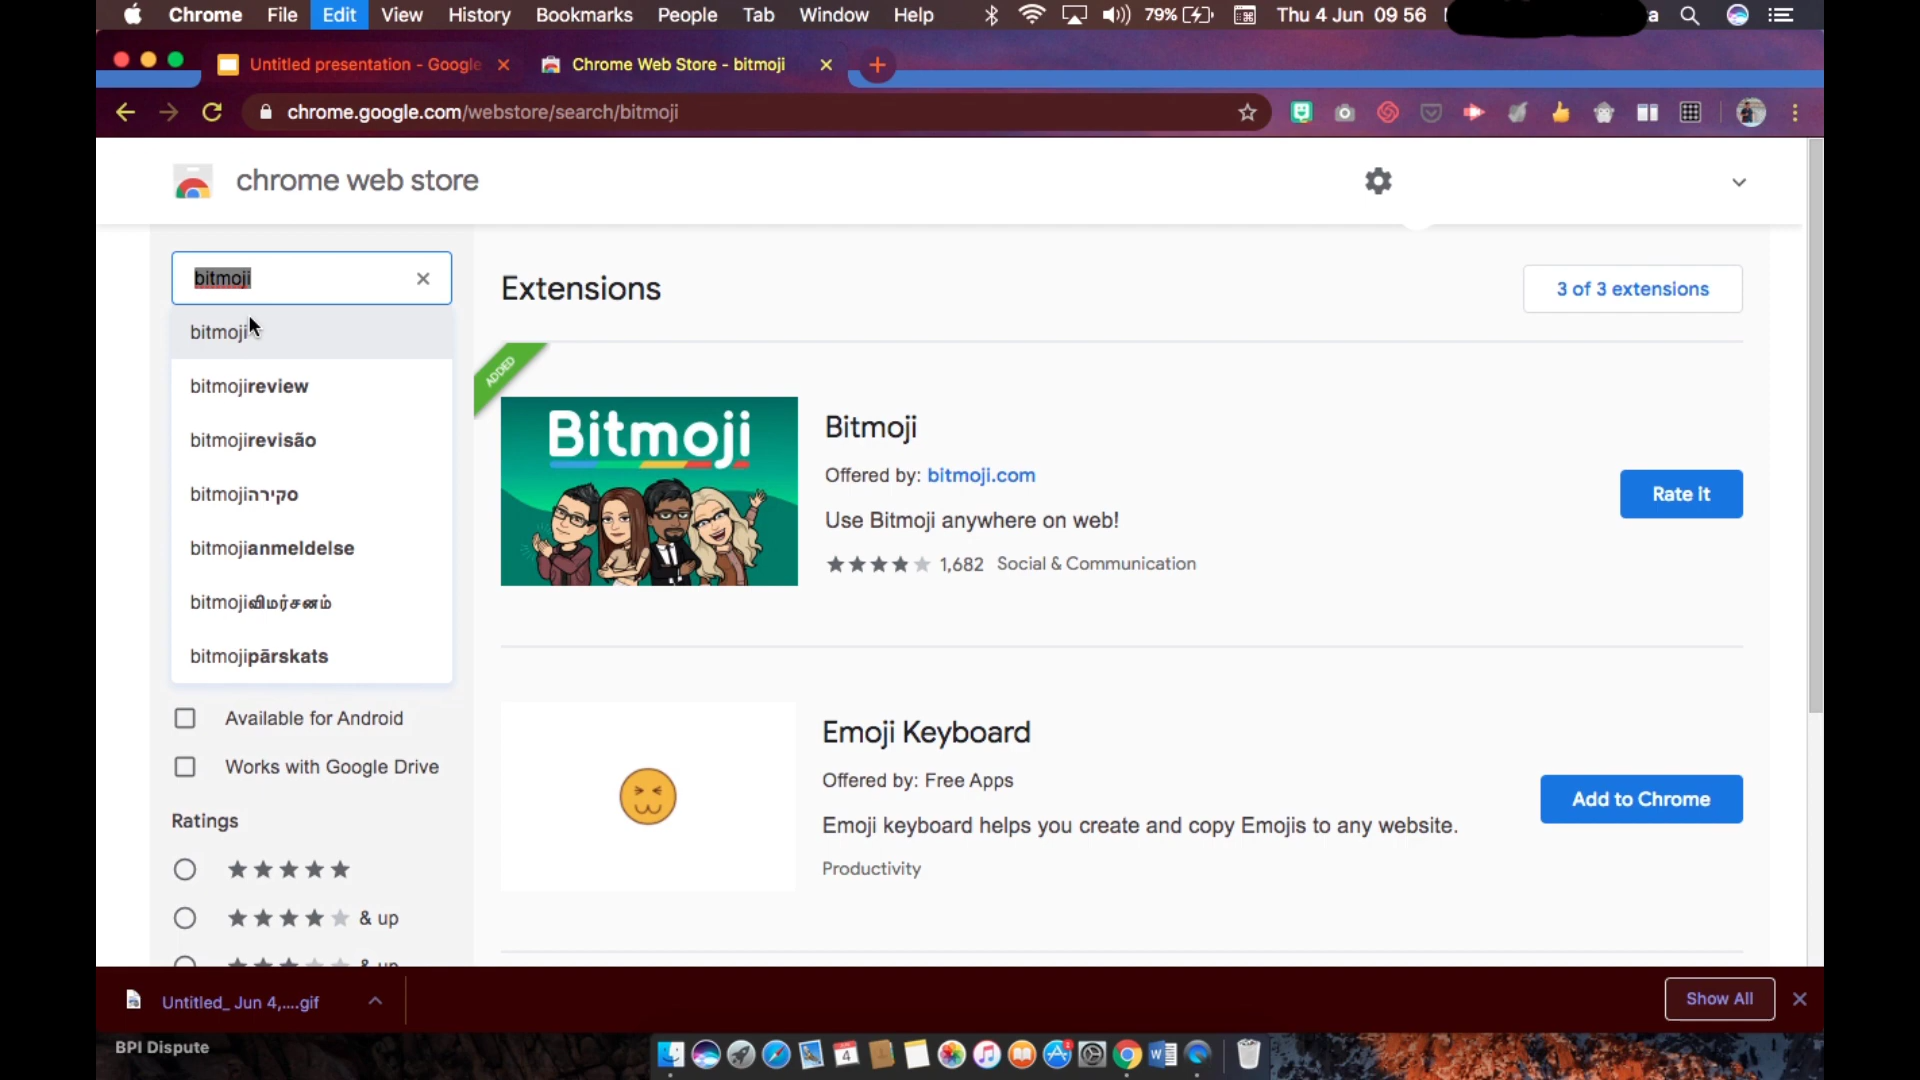 Chrome File Edit View History Bookmarks People Tab Window Help 79% Thu 4 Jun 09 56 a
Untitled presentation - Google
Chrome Web Store - bitmoji
chrome.google.com/webstore/search/bitmoji
chrome web store
bitmoji
bitmoji
bitmojireview
bitmojirevisão
bitmojiסקירה
bitmojianmeldelse
bitmojiவிமர்சனம்
bitmojipārskats
Available for Android
Works with Google Drive
Ratings
& up
& up
Extensions
3 of 3 extensions
ADDED
Bitmoji
Bitmoji
Offered by: bitmoji.com
Use Bitmoji anywhere on web!
1,682 Social & Communication
Rate it
Emoji Keyboard
Offered by: Free Apps
Emoji keyboard helps you create and copy Emojis to any website.
Productivity
Add to Chrome
Untitled_ Jun 4,....gif
Show All
BPI Dispute
4